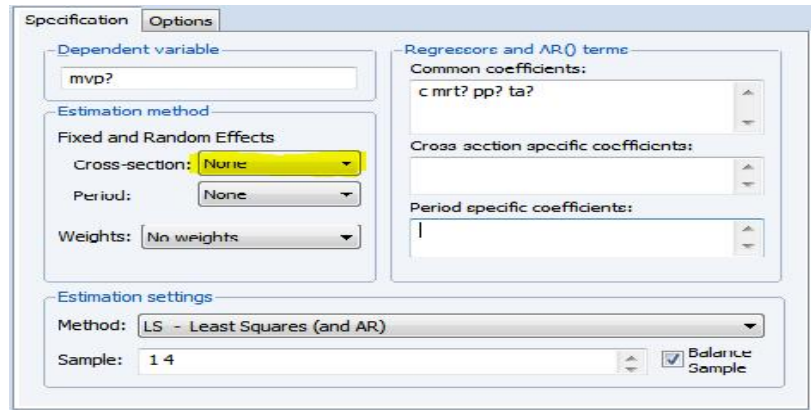 Specification Options
Dependent variable
mvp?
Estimation method
Fixed and Random Effects
Cross-section: None
Period: None
Weights: No weights
Regressors and AR() terms
Common coefficients:
c mrt? pp? ta?
Cross section specific coefficients:
Period specific coefficients:
Estimation settings
Method: LS - Least Squares (and AR)
Sample: 1 4
Balance
Sample